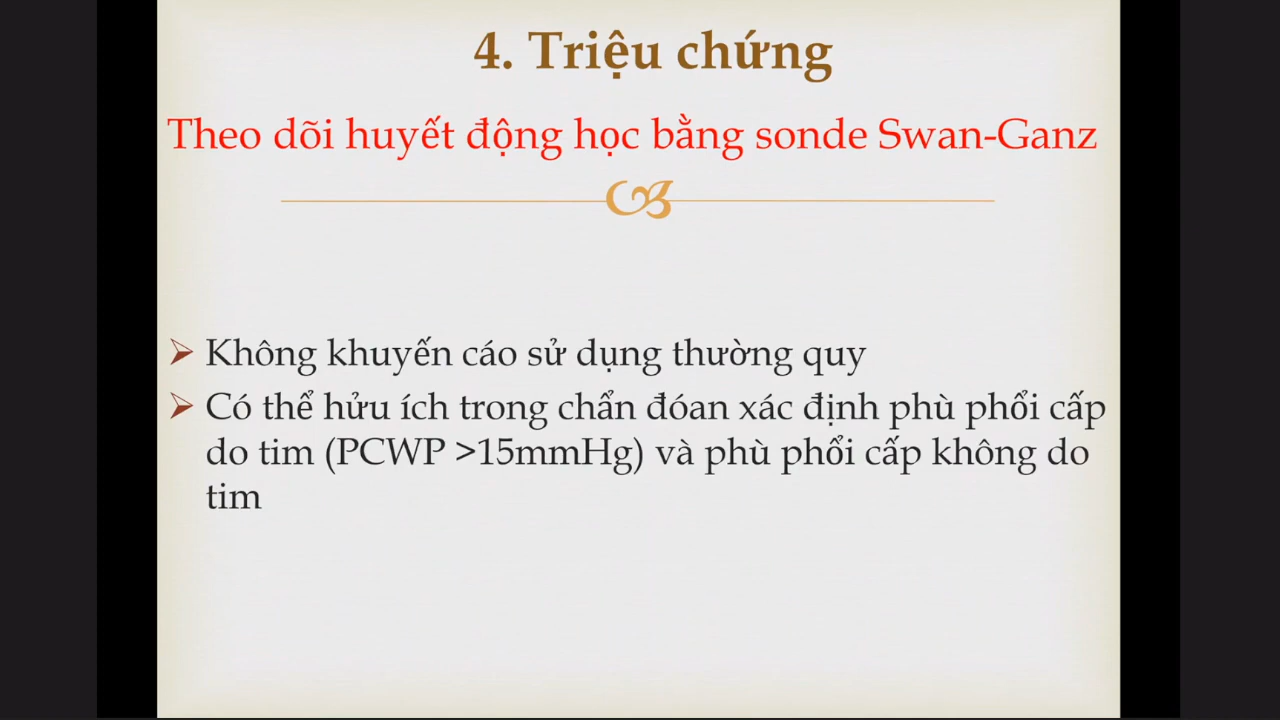 4. Triệu chứng
Theo dõi huyết động học bằng sonde Swan-Ganz
Không khuyến cáo sử dụng thường quy
Có thể hửu ích trong chẩn đóan xác định phù phổi cấp
do tim (PCWP >15mmHg) và phù phổi cấp không do
tim